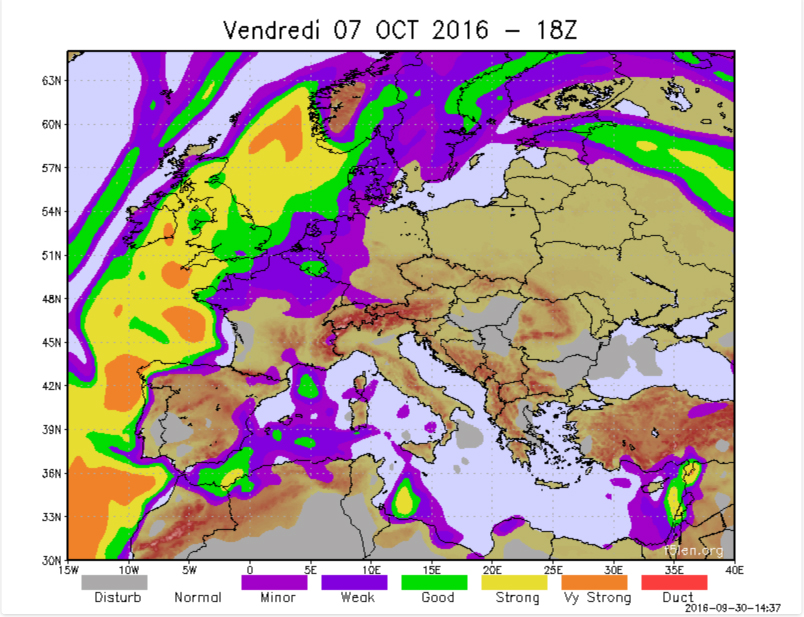 Vendredi 07 OCT 2016 – 18Z
63N
60N
57N
54N
51N
48N
45N
42N
39N
36N
33N
30N
f5len.org
15W 10W 5W 0 5E 10E 15E 20E 25E 30E 35E 40E
Disturb Normal Minor Weak Good Strong Vy Strong Duct
2016-09-30-14:37